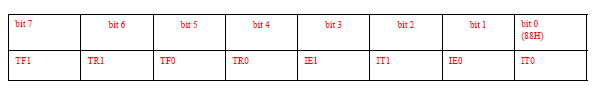 bit 7 bit 6 bit 5 bit 4 bit 3 bit 2 bit 1 bit 0
(88H)
TF1 TR1 TF0 TR0 IE1 IT1 IE0 IT0